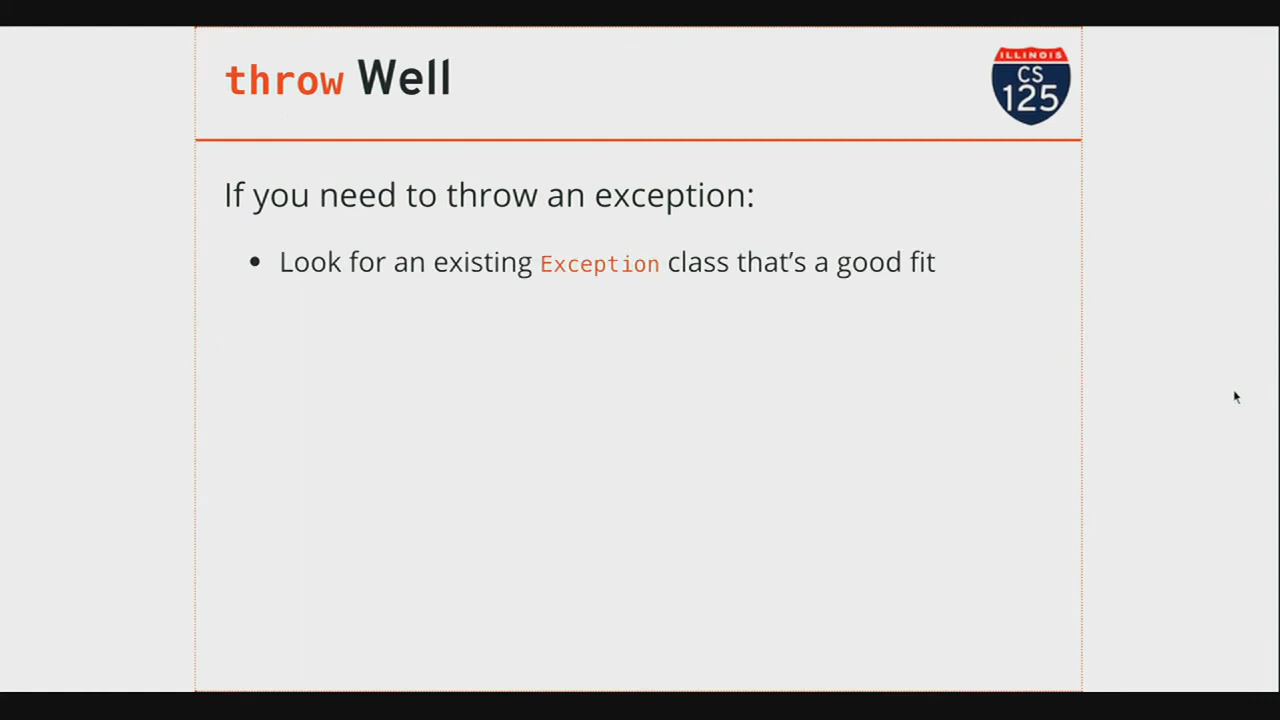 throw Well
ILLINOIS
CS
125
If you need to throw an exception:
• Look for an existing Exception class that’s a good fit